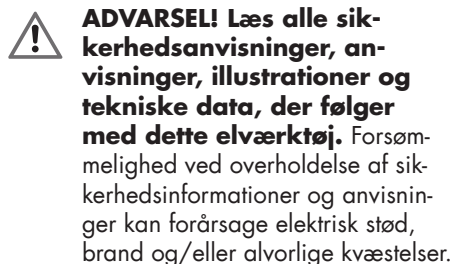 ADVARSEL! Læs alle sik-
kerhedsanvisninger, an-
visninger, illustrationer og
tekniske data, der følger
med dette elværktøj. Forsøm-
melighed ved overholdelse af sik-
kerhedsinformationer og anvisnin-
ger kan forårsage elektrisk stød,
brand og/eller alvorlige kvæstelser.